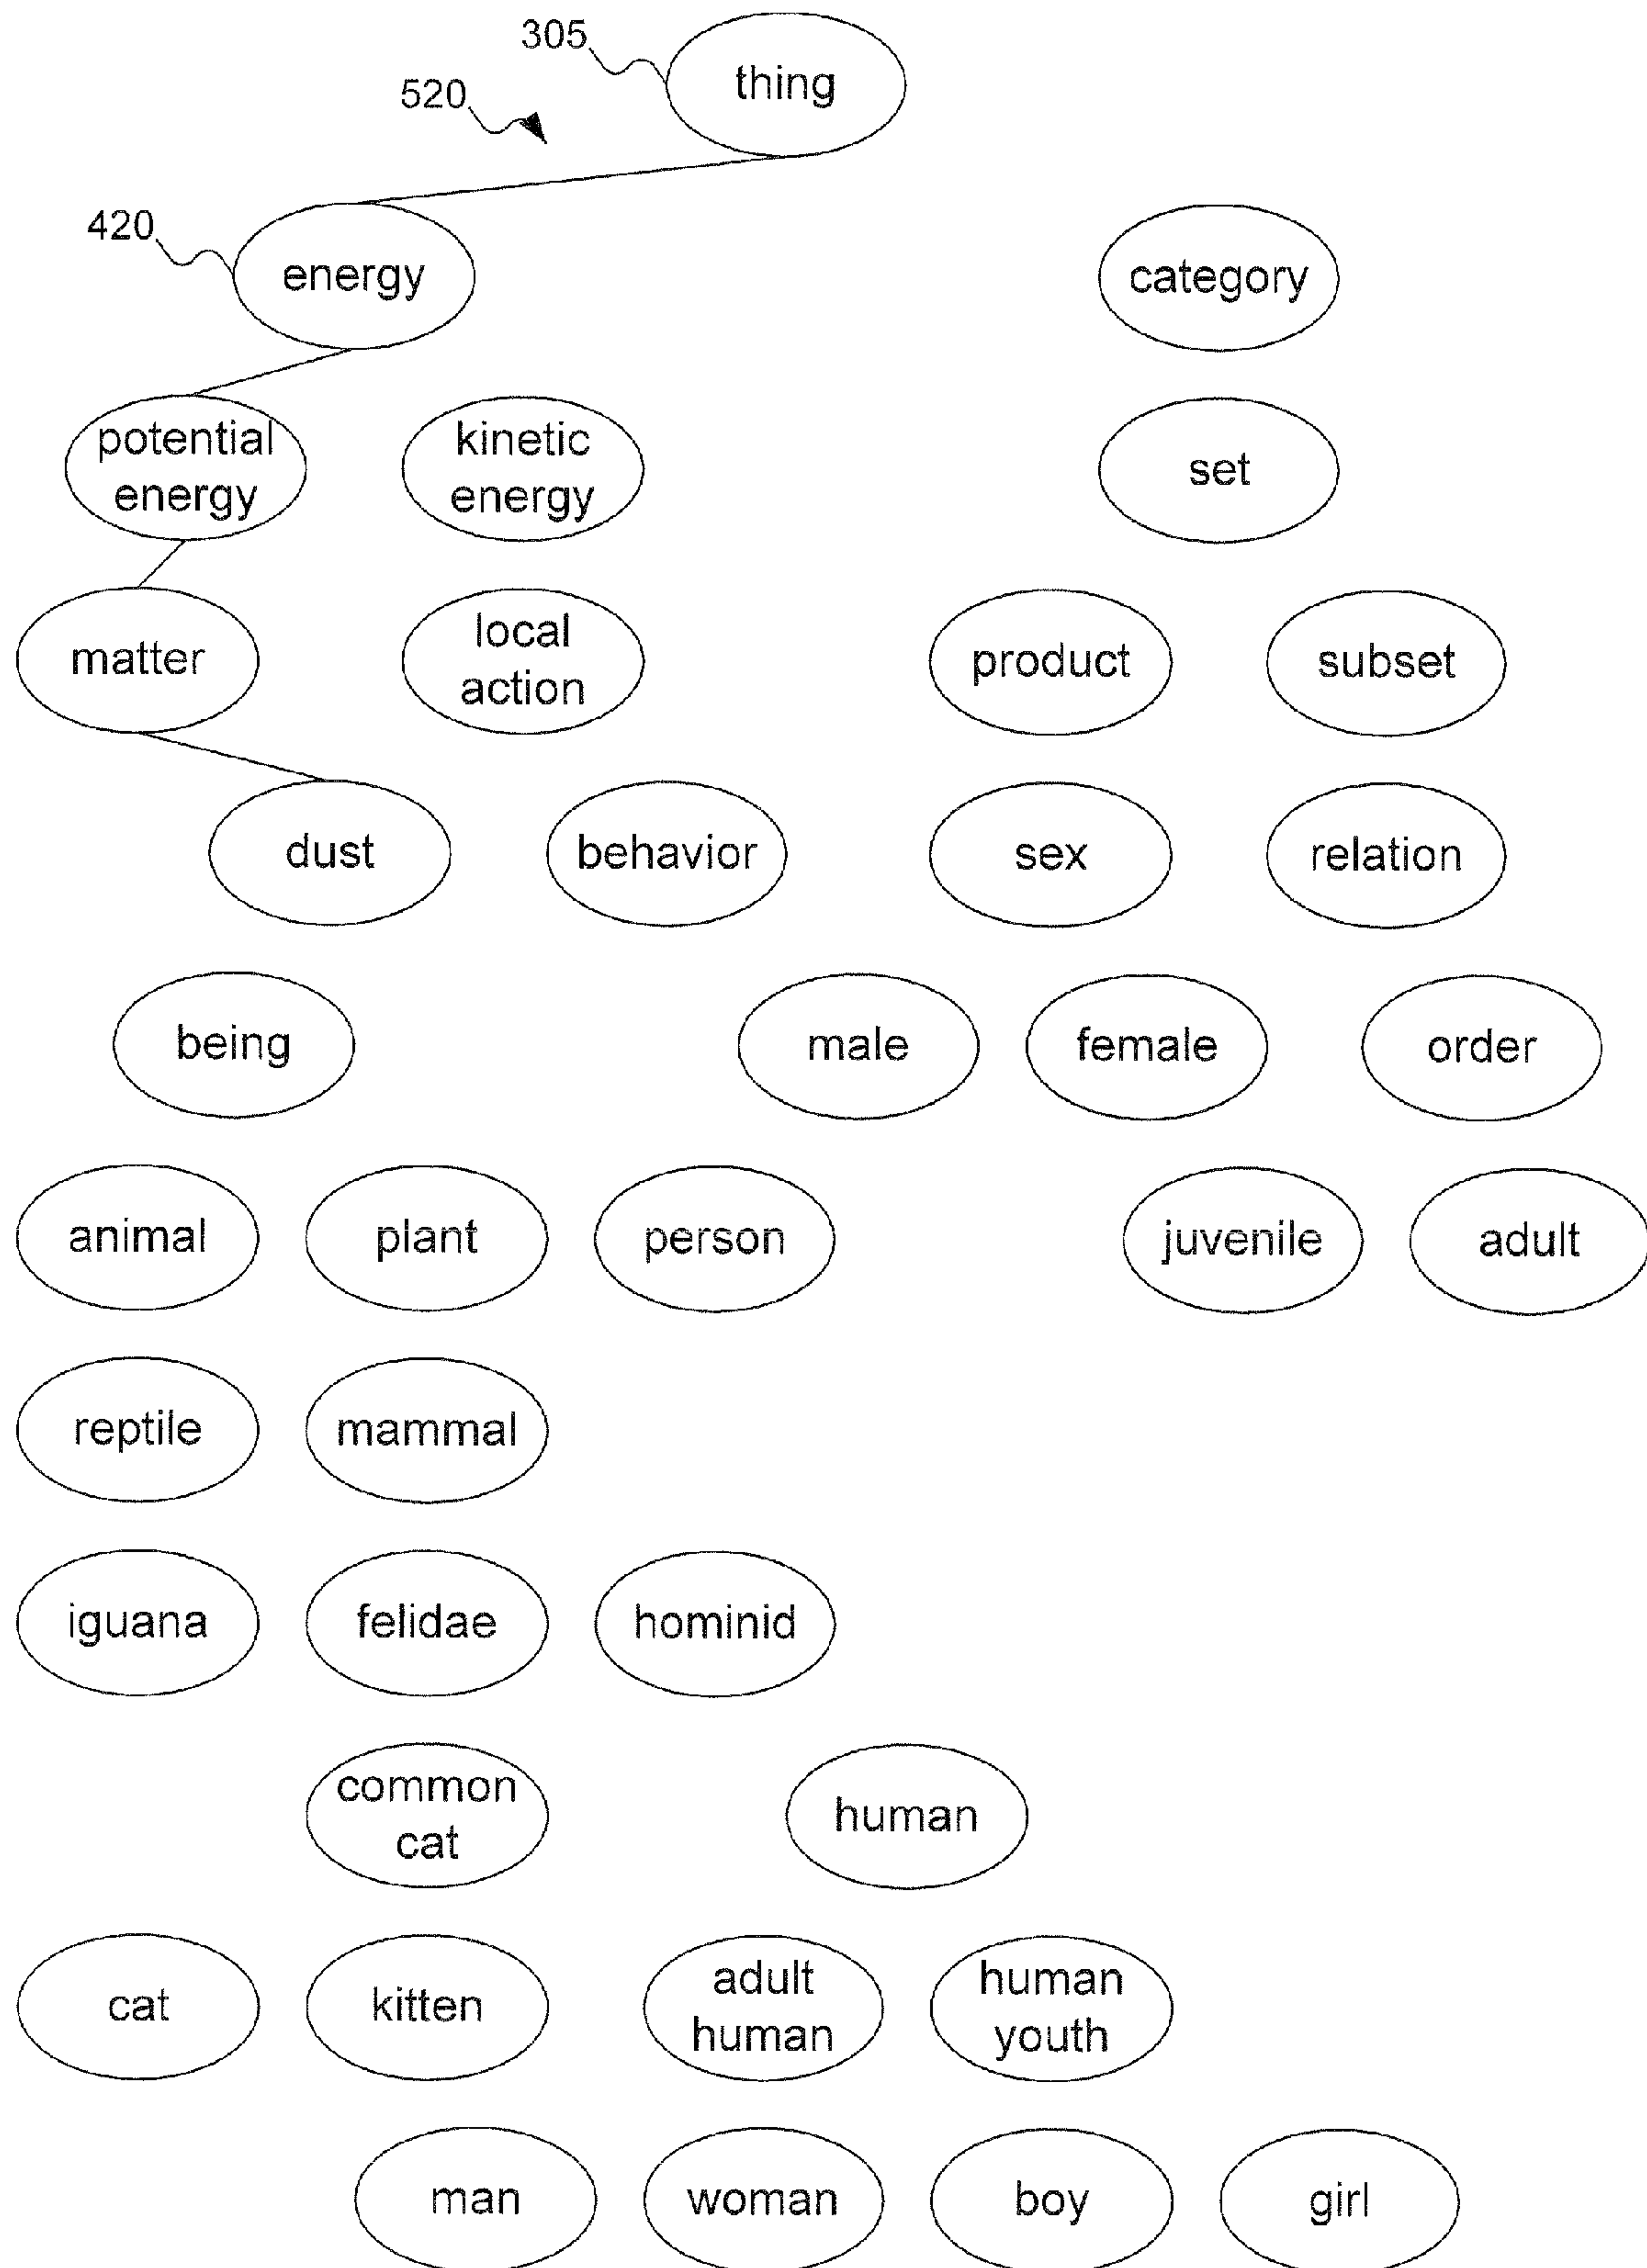 305
thing
520
420
energy
category
potential
energy
kinetic
energy
set
matter
local
action
product
subset
dust
behavior
sex
relation
being
male
female
order
animal
plant
person
juvenile
adult
reptile
mammal
iguana
felidae
hominid
common
cat
human
cat
kitten
adult
human
human
youth
man
woman
boy
girl